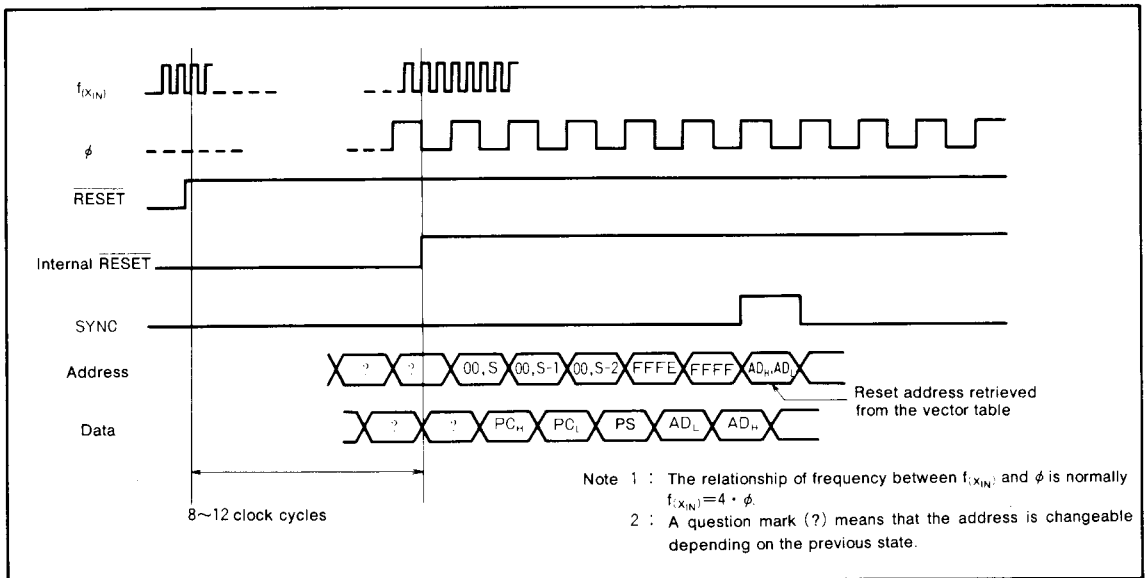 f(XIN)
φ
RESET
Internal RESET
SYNC
Address
? ? 00,S 00,S-1 00,S-2 FFFE FFFF ADH,ADL
Reset address retrieved
from the vector table
Data
? ? PCH PCL PS ADL ADH
8~12 clock cycles
Note 1 : The relationship of frequency between f(XIN) and φ is normally
f(XIN)=4・φ.
2 : A question mark (?) means that the address is changeable
depending on the previous state.